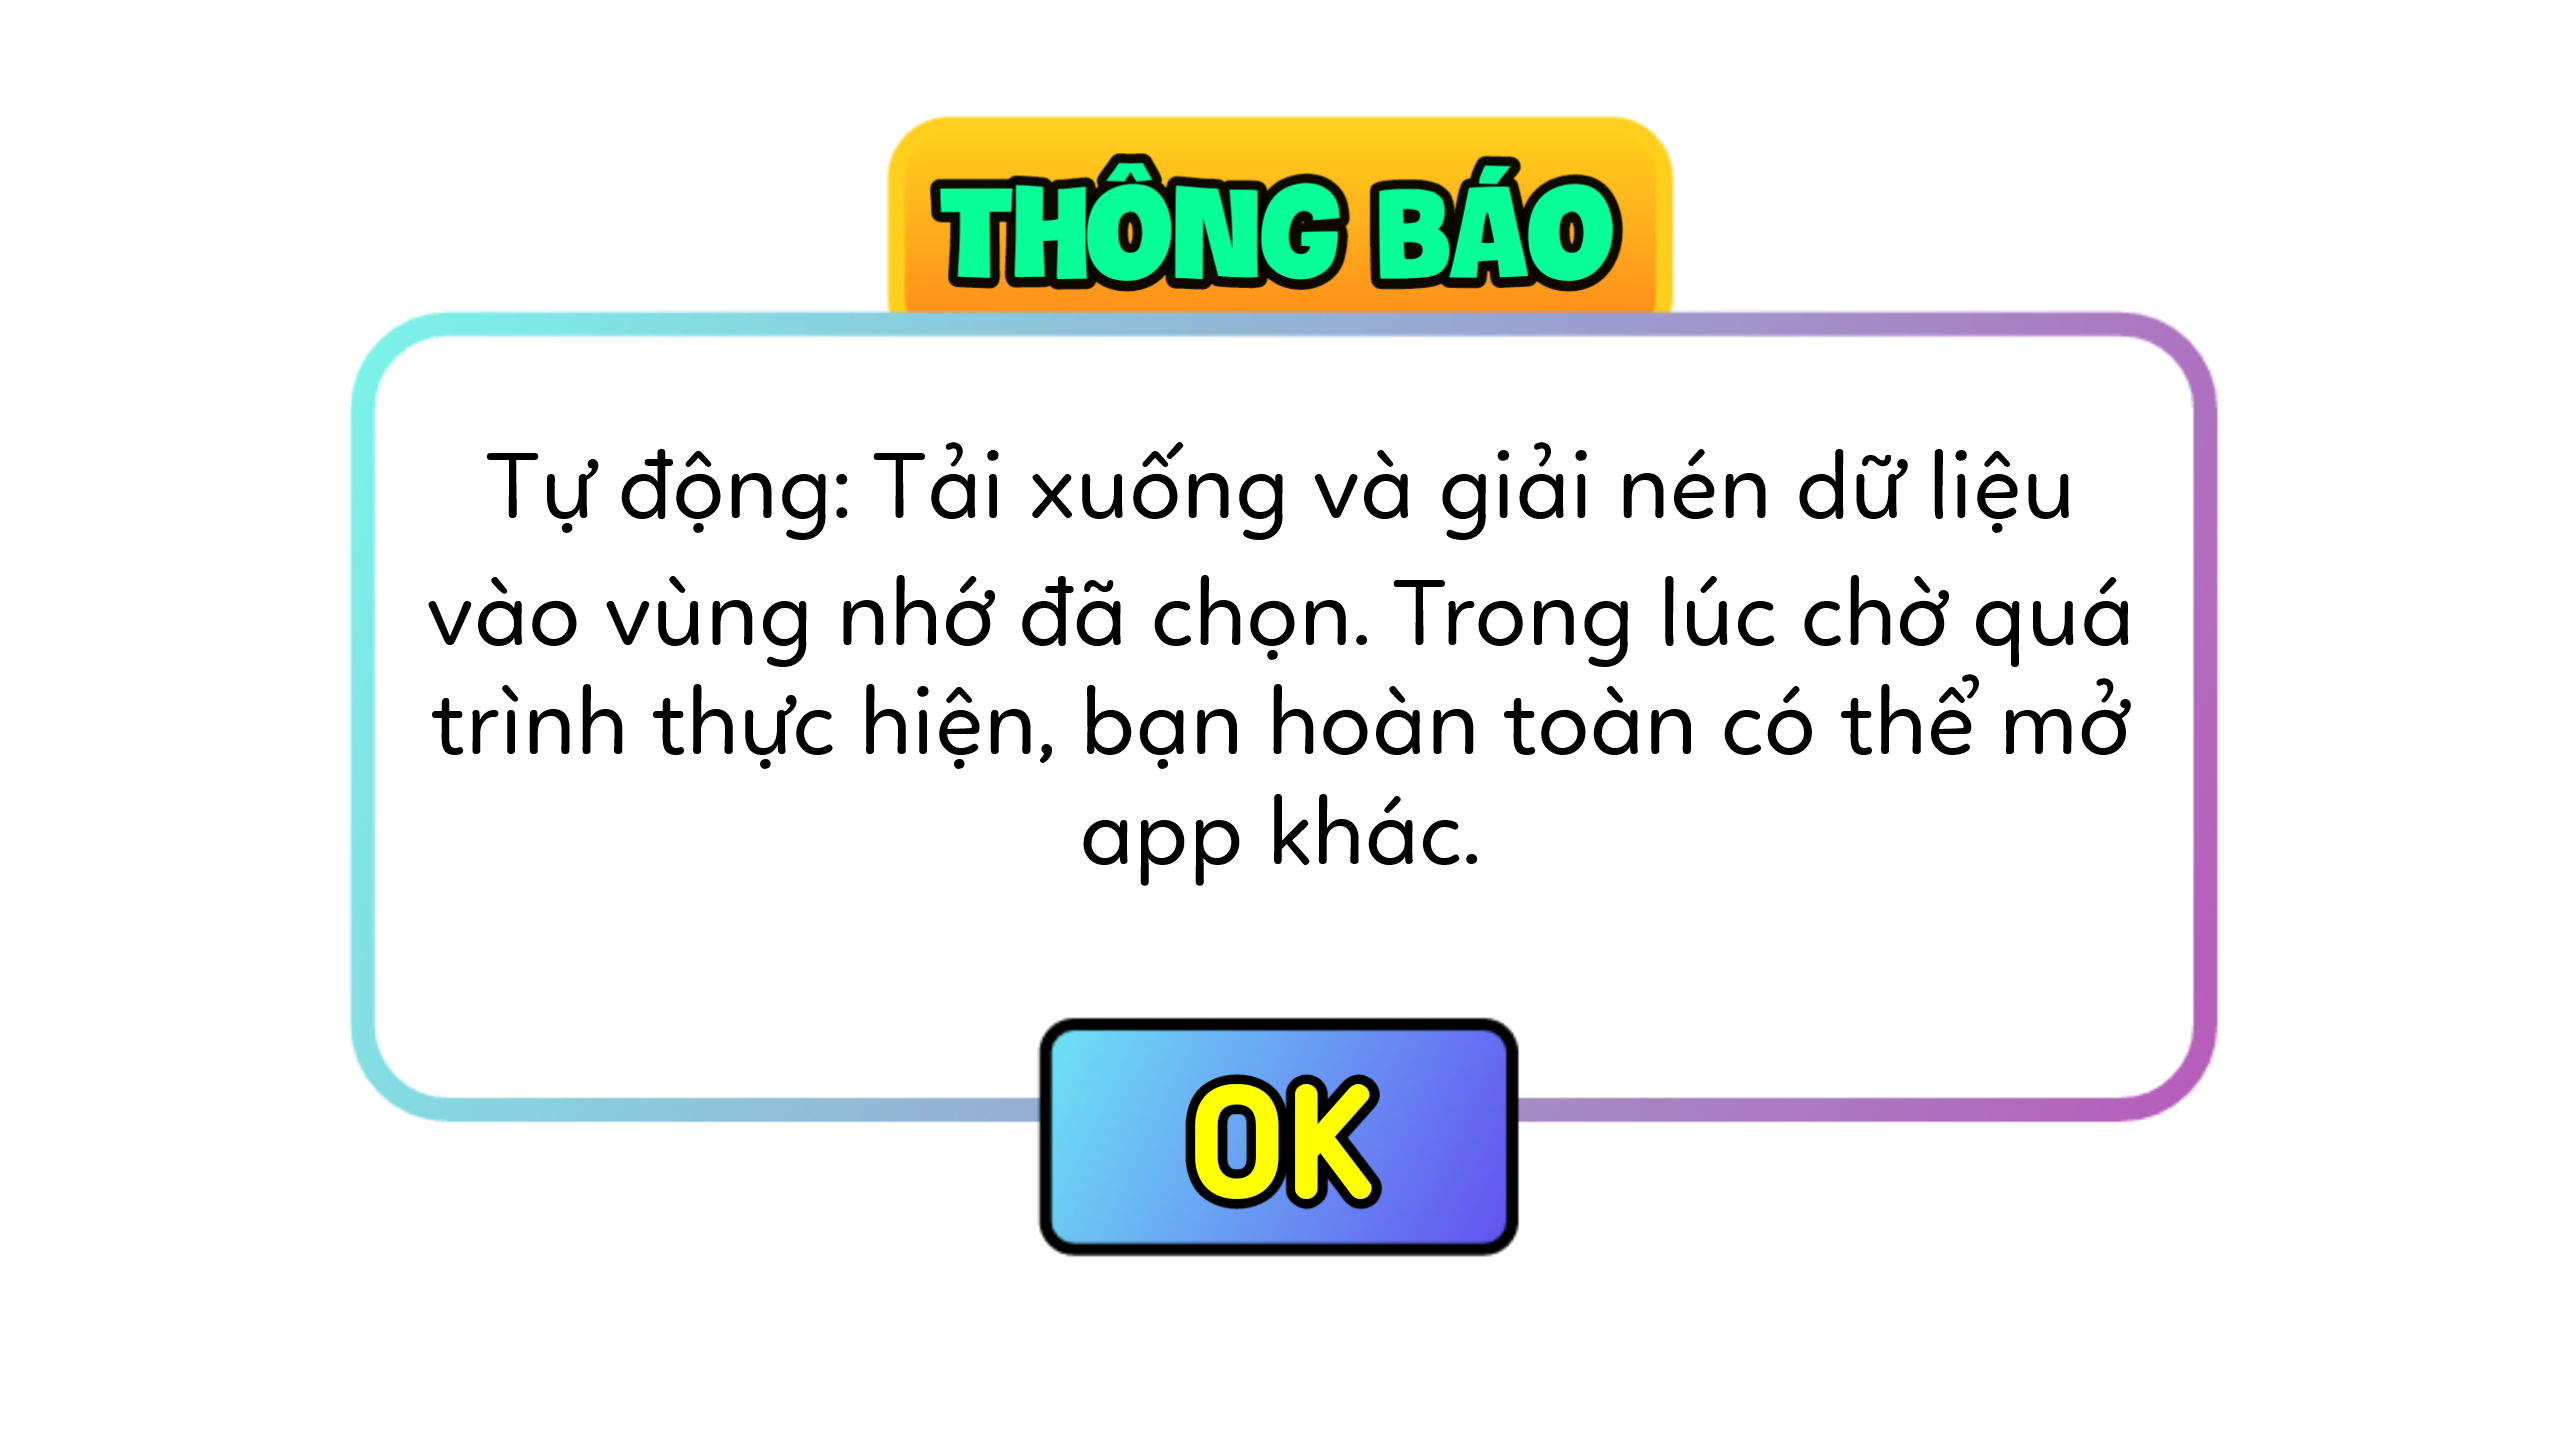 THÔNG BÁO
Tự động: Tải xuống và giải nén dữ liệu
vào vùng nhớ đã chọn. Trong lúc chờ quá
trình thực hiện, bạn hoàn toàn có thể mở
app khác.
OK